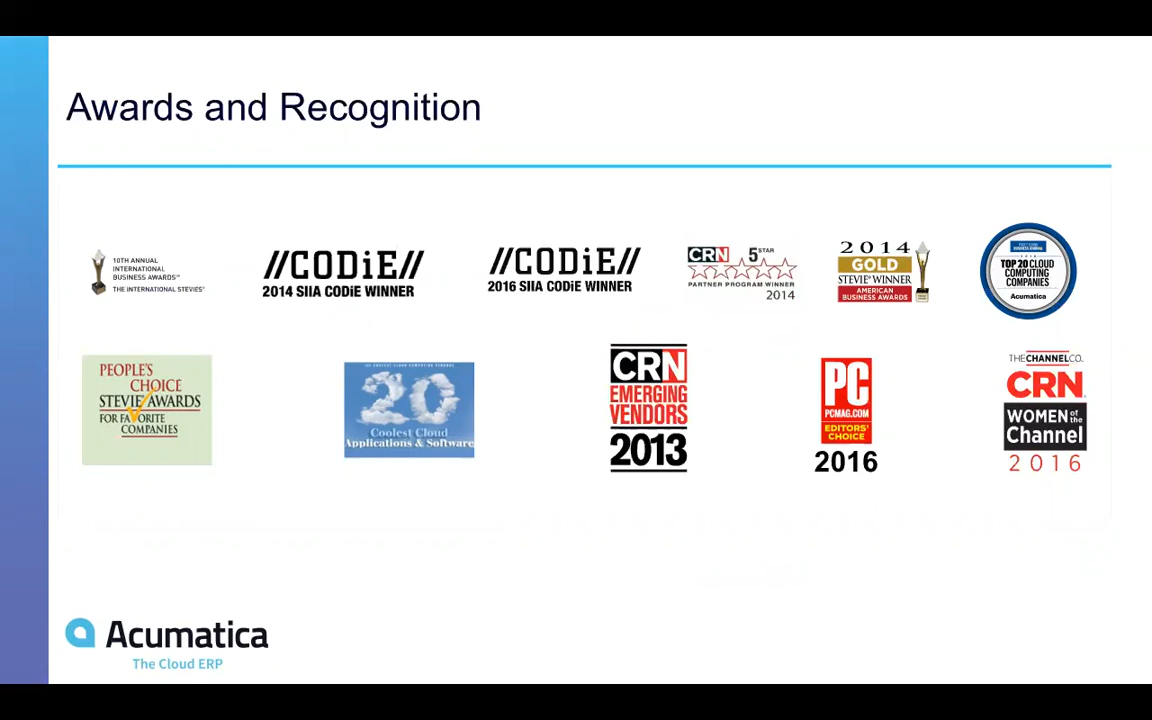 Awards and Recognition
10TH ANNUAL
INTERNATIONAL
BUSINESS AWARDS™
THE INTERNATIONAL STEVIES®
//CODiE//
2014 SIIA CODiE WINNER
//CODiE//
2016 SIIA CODiE WINNER
CRN 5 STAR
PARTNER PROGRAM WINNER
2014
2014
GOLD
STEVIE® WINNER
AMERICAN
BUSINESS AWARDS
TOP 20 CLOUD
COMPUTING
COMPANIES
Acumatica
PEOPLE'S
CHOICE
STEVIE AWARDS
FOR FAVORITE
COMPANIES
20
Coolest Cloud
Applications & Software
CRN
EMERGING
VENDORS
2013
PC
PCMAG.COM
EDITORS'
CHOICE
2016
THE CHANNEL CO.
CRN
WOMEN of the
Channel
2016
Acumatica
The Cloud ERP